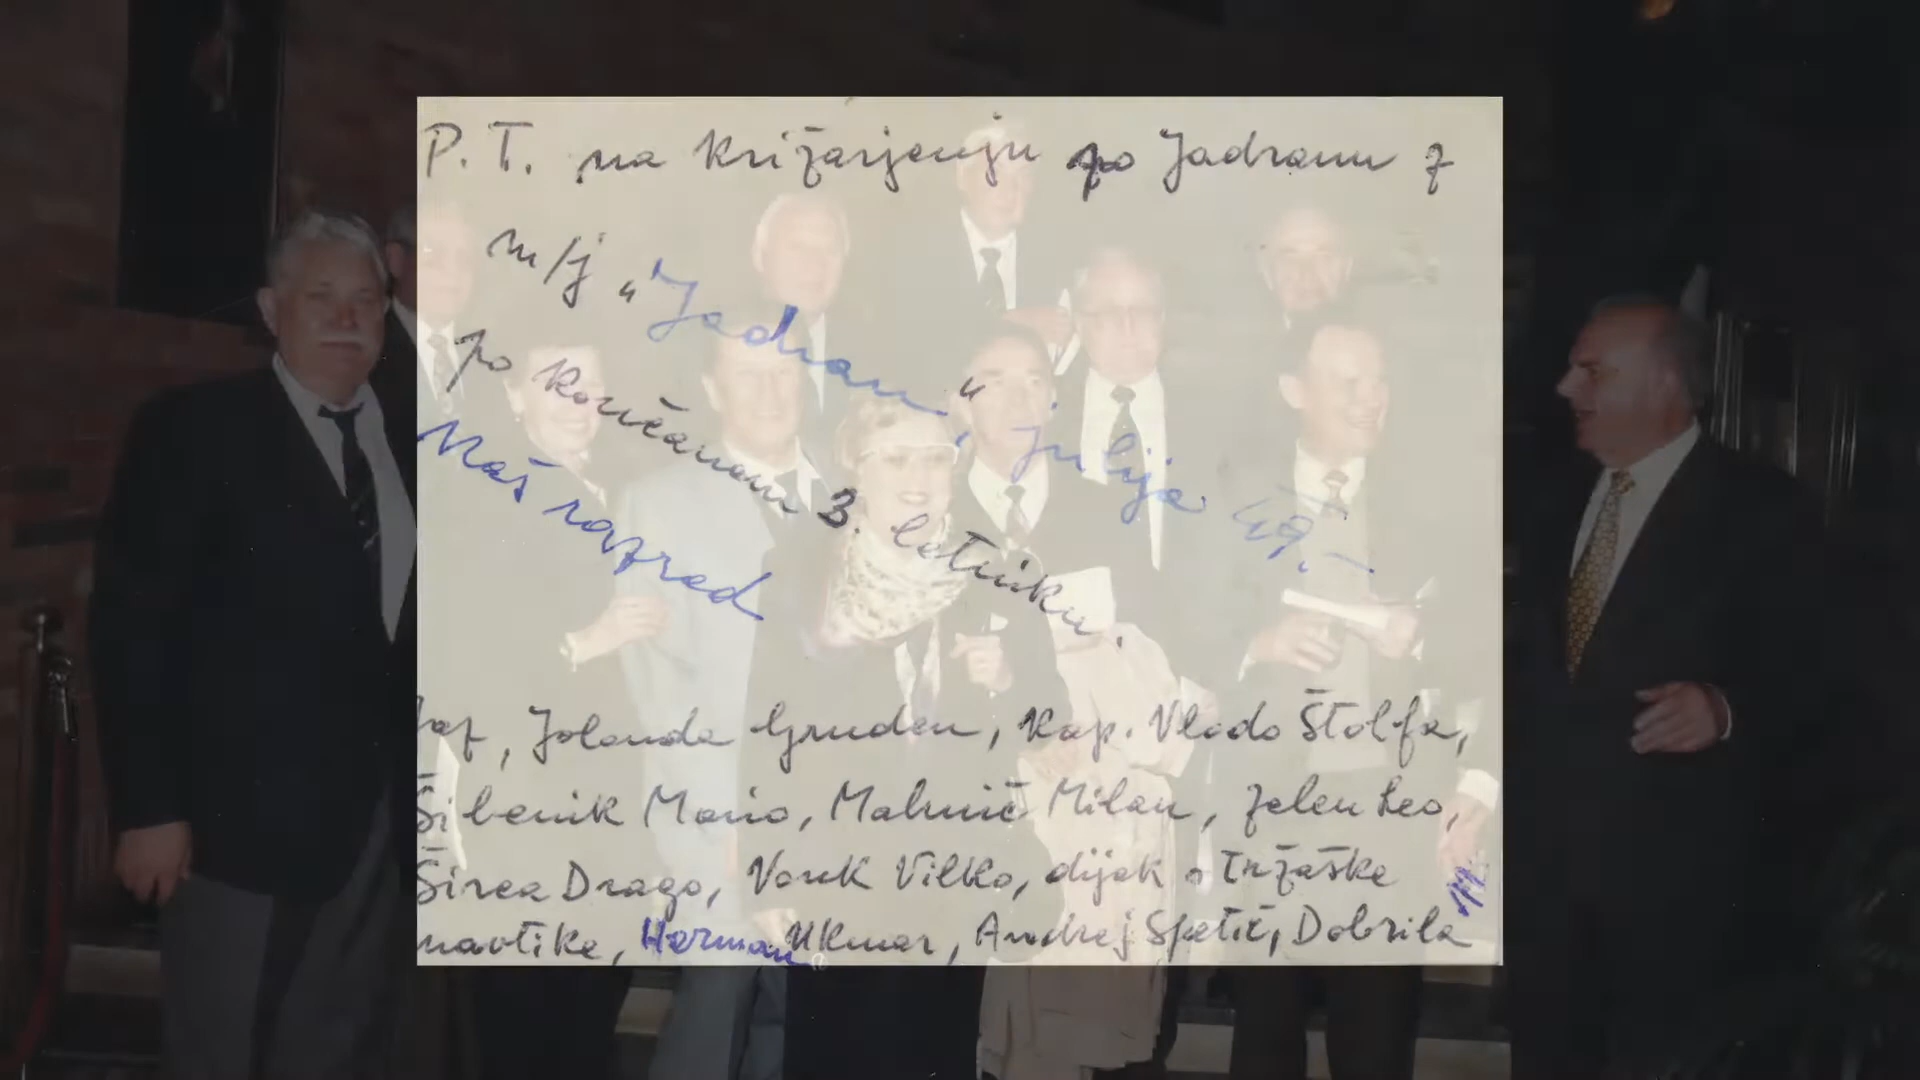 P. T. na križarjenju po Jadranu z
m/j "Jadran", julija 49.-
po končanem 3. letniku.
Naš razred
Jolanda Gruden, Kap. Vlado Štolfa,
Šibenik Mario, Malnič Milan, Zelen Leo,
Širca Drago, Vouk Vilko, dijak s Tržaške
navtike, Herman Ukmar, Andrej Spetič, Dobrila